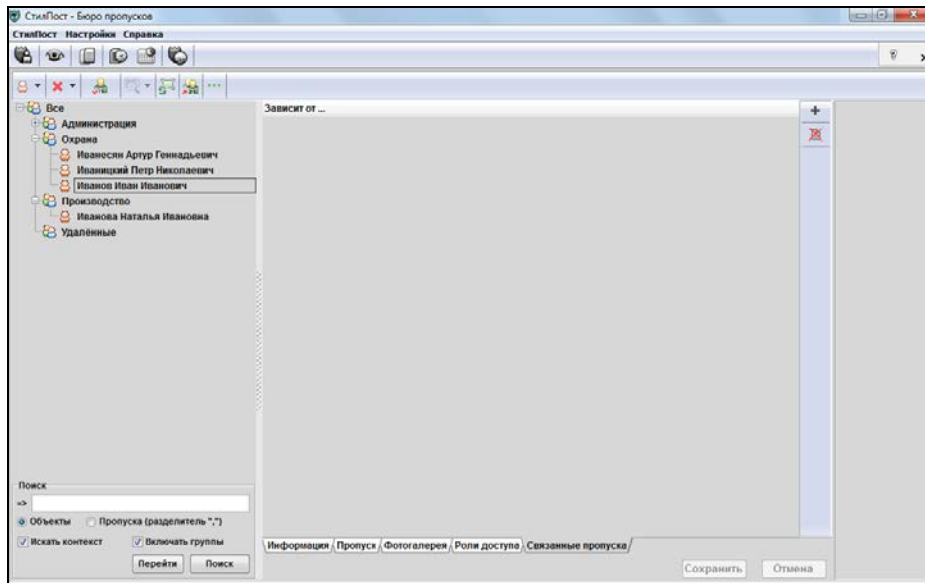 СтилПост - Бюро пропусков
СтилПост Настройки Справка
Все
Администрация
Охрана
Иванесян Артур Геннадьевич
Иваницкий Петр Николаевич
Иванов Иван Иванович
Производство
Иванова Наталья Ивановна
Удалённые
Зависит от ...
Поиск
=>
Объекты Пропуска (разделитель ",")
Искать контекст Включать группы
Перейти Поиск
Информация Пропуск Фотогалерея Роли доступа Связанные пропуска
Сохранить Отмена